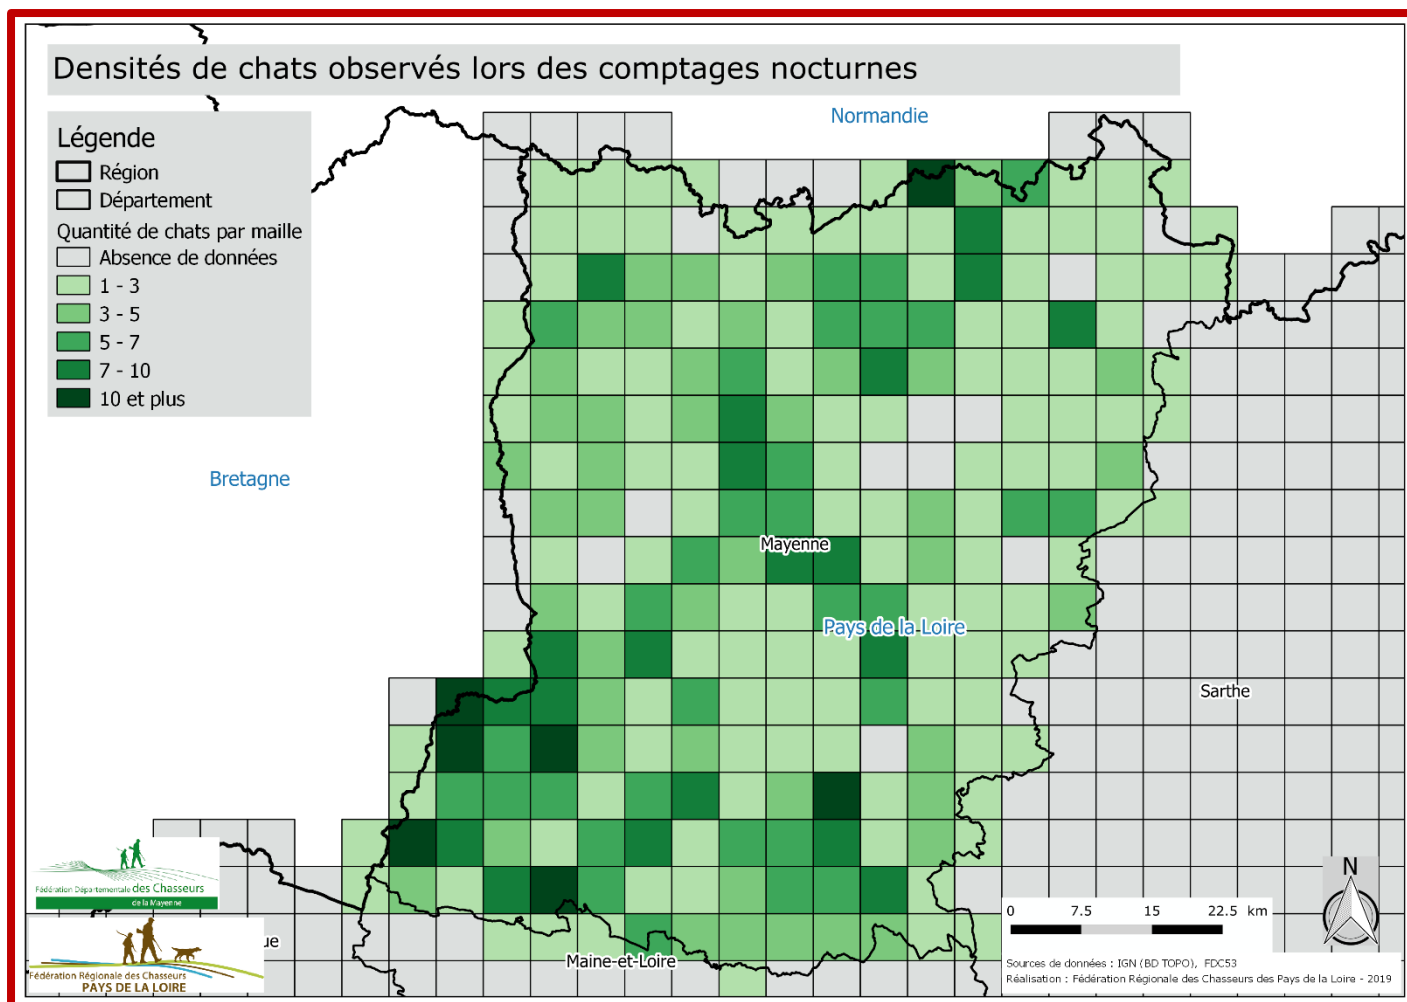 Densités de chats observés lors des comptages nocturnes
Normandie
Légende
Région
Département
Quantité de chats par maille
Absence de données
1 - 3
3 - 5
5 - 7
7 - 10
10 et plus
Bretagne
Mayenne
Pays de la Loire
Sarthe
Fédération Départementale des Chasseurs
de la Mayenne
ue
Fédération Régionale des Chasseurs
PAYS DE LA LOIRE
Maine-et-Loire
N
0 7.5 15 22.5 km
Sources de données : IGN (BD TOPO), FDC53
Réalisation : Fédération Régionale des Chasseurs des Pays de la Loire - 2019